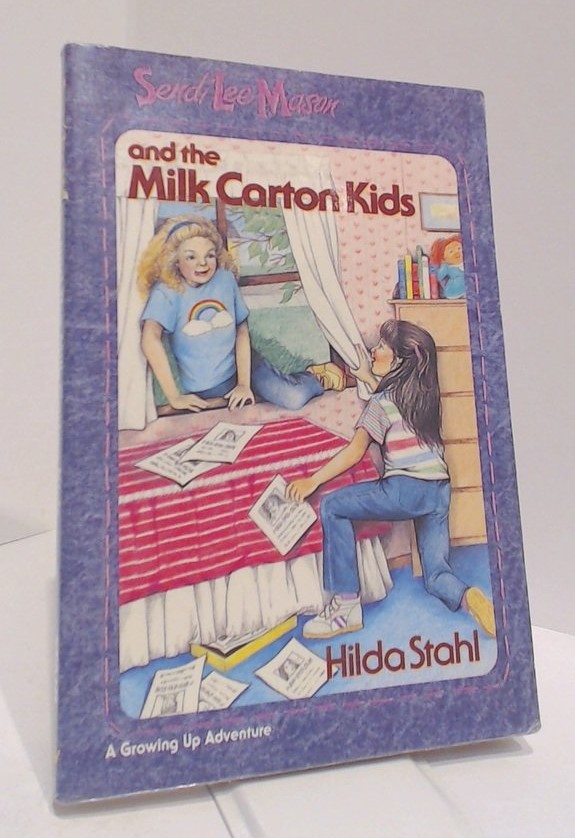 Sendi Lee Mason
and the
Milk Carton Kids
Hilda Stahl
A Growing Up Adventure